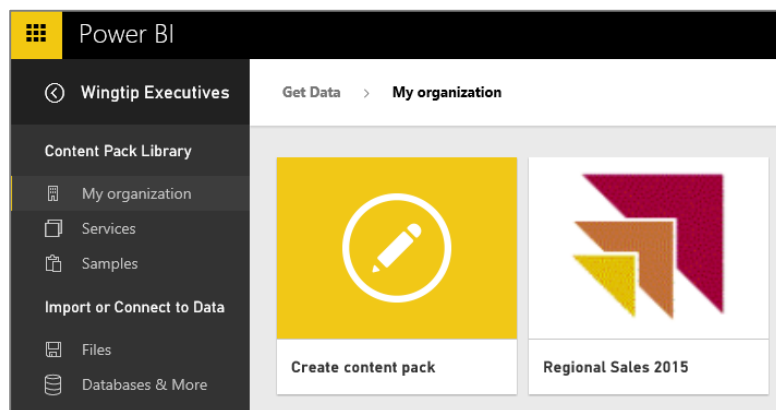 Power BI
Wingtip Executives
Get Data > My organization
Content Pack Library
My organization
Services
Samples
Import or Connect to Data
Files
Databases & More
Create content pack
Regional Sales 2015